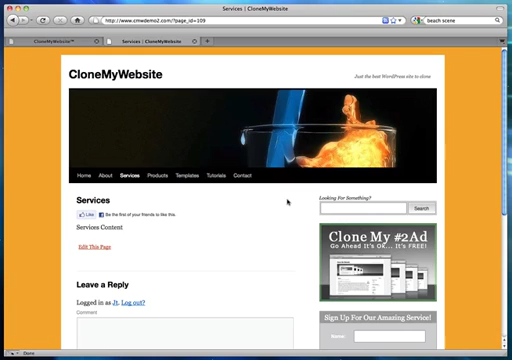 Services | CloneMyWebsite
http://www.cmwdemo2.com/?page_id=109
beach scene
CloneMyWebsite™
Services | CloneMyWebsite
CloneMyWebsite
Just the best WordPress site to clone
Home About Services Products Templates Tutorials Contact
Services
Like Be the first of your friends to like this.
Services Content
Edit This Page
Leave a Reply
Logged in as Jt. Log out?
Comment
Looking For Something?
Search
Clone My #2Ad
Go Ahead It's Ok... It's FREE!
Sign Up For Our Amazing Service!
Name:
Done